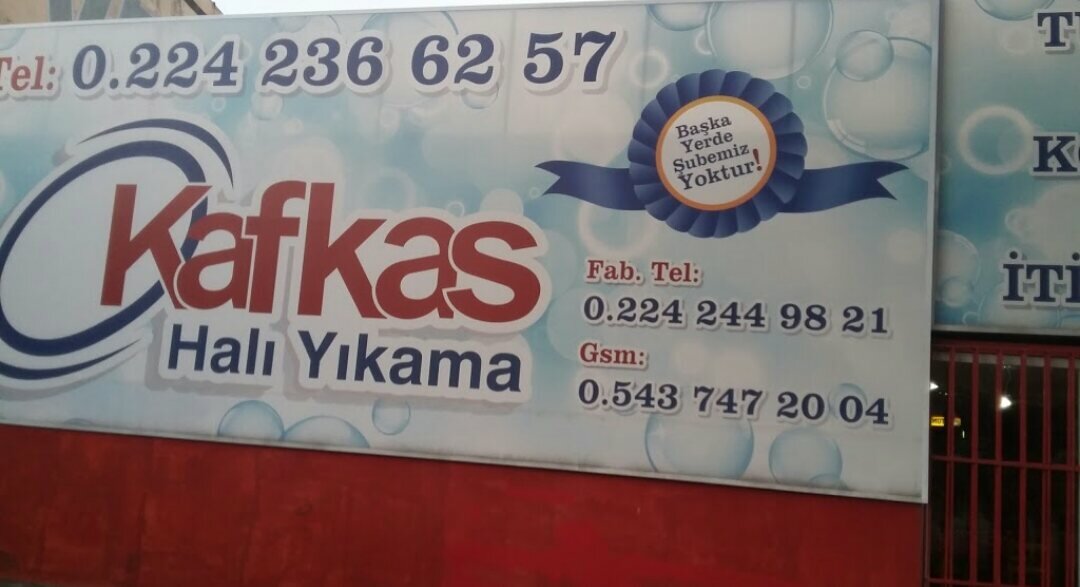 Tel: 0.224 236 62 57
Başka
Yerde
Şubemiz
Yoktur!
Kafkas
Halı Yıkama
Fab. Tel:
0.224 244 98 21
Gsm:
0.543 747 20 04